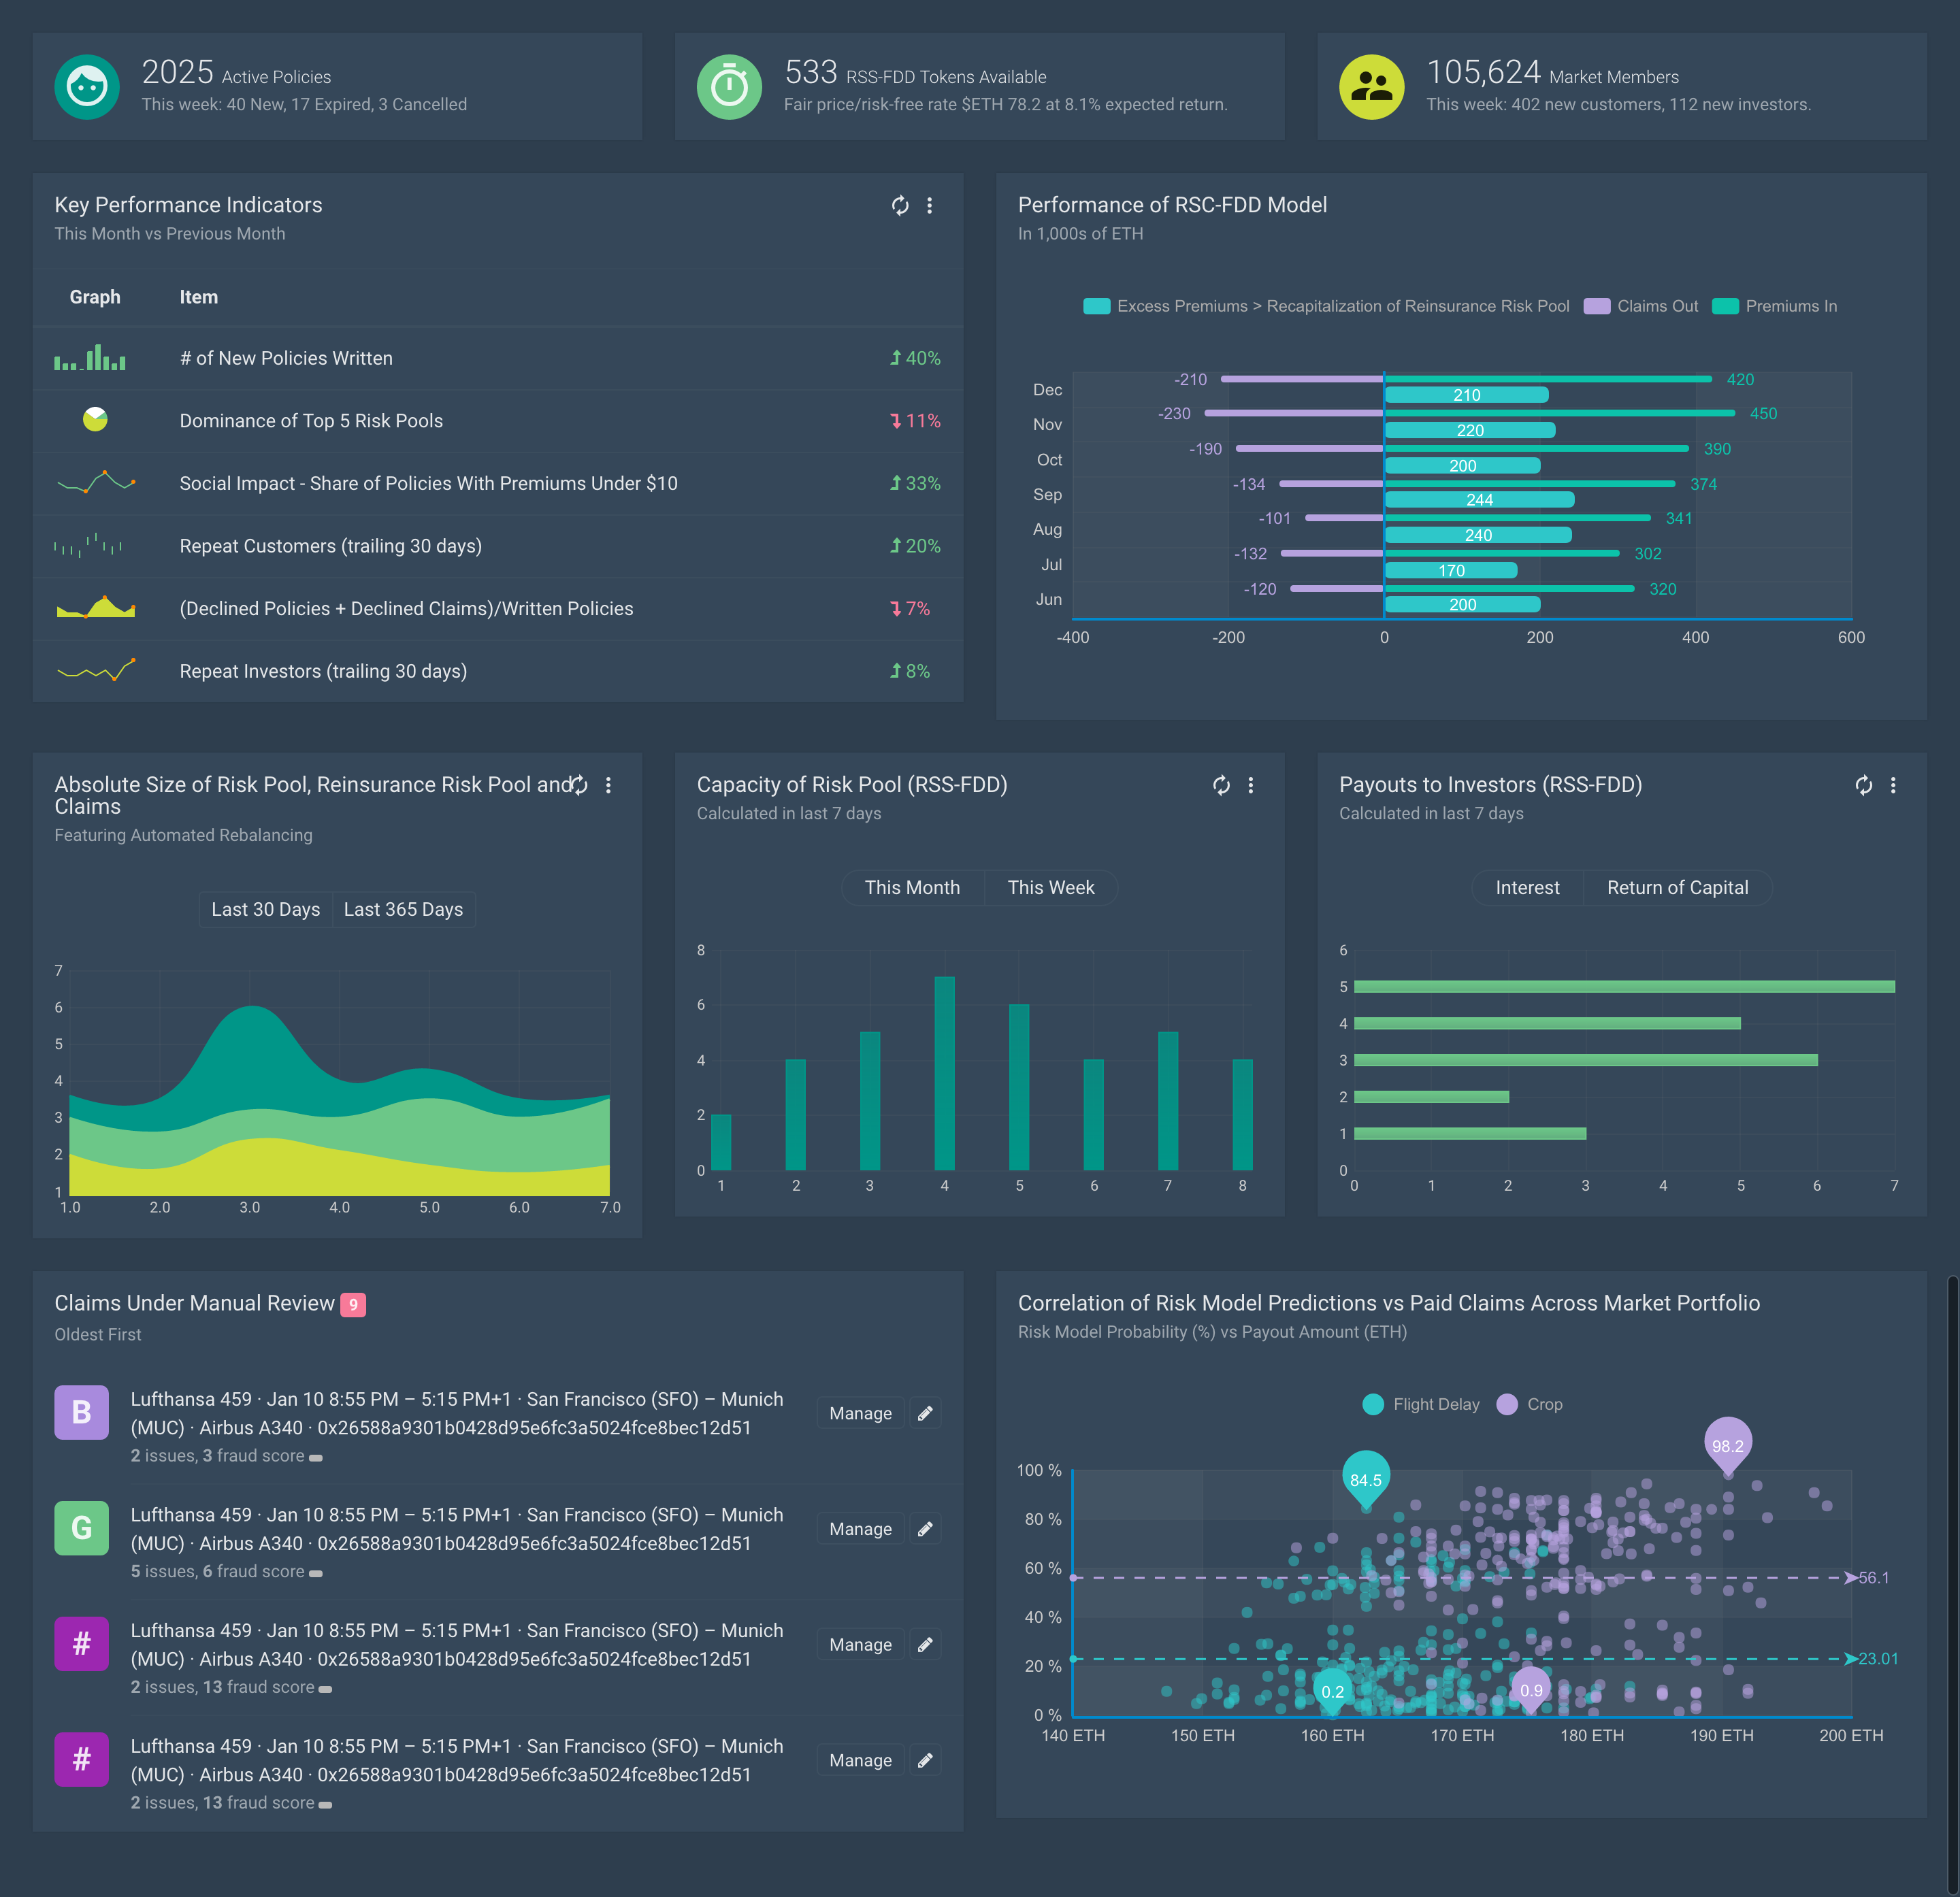 2025 Active Policies
This week: 40 New, 17 Expired, 3 Cancelled
533 RSS-FDD Tokens Available
Fair price/risk-free rate $ETH 78.2 at 8.1% expected return.
105,624 Market Members
This week: 402 new customers, 112 new investors.
Key Performance Indicators
This Month vs Previous Month
Graph Item
# of New Policies Written 40%
Dominance of Top 5 Risk Pools 11%
Social Impact - Share of Policies With Premiums Under $10 33%
Repeat Customers (trailing 30 days) 20%
(Declined Policies + Declined Claims)/Written Policies 7%
Repeat Investors (trailing 30 days) 8%
Performance of RSC-FDD Model
In 1,000s of ETH
Excess Premiums > Recapitalization of Reinsurance Risk Pool Claims Out Premiums In
Dec -210 420
210
Nov -230 450
220
Oct -190 390
200
Sep -134 374
244
Aug -101 341
240
Jul -132 302
170
Jun -120 320
200
-400 -200 0 200 400 600
Absolute Size of Risk Pool, Reinsurance Risk Pool and
Claims
Featuring Automated Rebalancing
Last 30 Days Last 365 Days
7
6
5
4
3
2
1
1.0 2.0 3.0 4.0 5.0 6.0 7.0
Capacity of Risk Pool (RSS-FDD)
Calculated in last 7 days
This Month This Week
8
6
4
2
0
1 2 3 4 5 6 7 8
Payouts to Investors (RSS-FDD)
Calculated in last 7 days
Interest Return of Capital
6
5
4
3
2
1
0
0 1 2 3 4 5 6 7
Claims Under Manual Review 9
Oldest First
B
Lufthansa 459 · Jan 10 8:55 PM – 5:15 PM+1 · San Francisco (SFO) – Munich
(MUC) · Airbus A340 · 0x26588a9301b0428d95e6fc3a5024fce8bec12d51
2 issues, 3 fraud score
Manage
G
Lufthansa 459 · Jan 10 8:55 PM – 5:15 PM+1 · San Francisco (SFO) – Munich
(MUC) · Airbus A340 · 0x26588a9301b0428d95e6fc3a5024fce8bec12d51
5 issues, 6 fraud score
Manage
#
Lufthansa 459 · Jan 10 8:55 PM – 5:15 PM+1 · San Francisco (SFO) – Munich
(MUC) · Airbus A340 · 0x26588a9301b0428d95e6fc3a5024fce8bec12d51
2 issues, 13 fraud score
Manage
#
Lufthansa 459 · Jan 10 8:55 PM – 5:15 PM+1 · San Francisco (SFO) – Munich
(MUC) · Airbus A340 · 0x26588a9301b0428d95e6fc3a5024fce8bec12d51
2 issues, 13 fraud score
Manage
Correlation of Risk Model Predictions vs Paid Claims Across Market Portfolio
Risk Model Probability (%) vs Payout Amount (ETH)
Flight Delay Crop
98.2
84.5
100 %
80 %
60 %
56.1
40 %
23.01
20 %
0.2 0.9
0 %
140 ETH 150 ETH 160 ETH 170 ETH 180 ETH 190 ETH 200 ETH